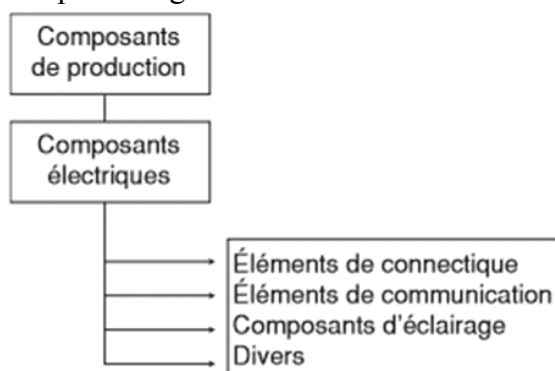 Composants
de production
Composants
électriques
Éléments de connectique
Éléments de communication
Composants d'éclairage
Divers